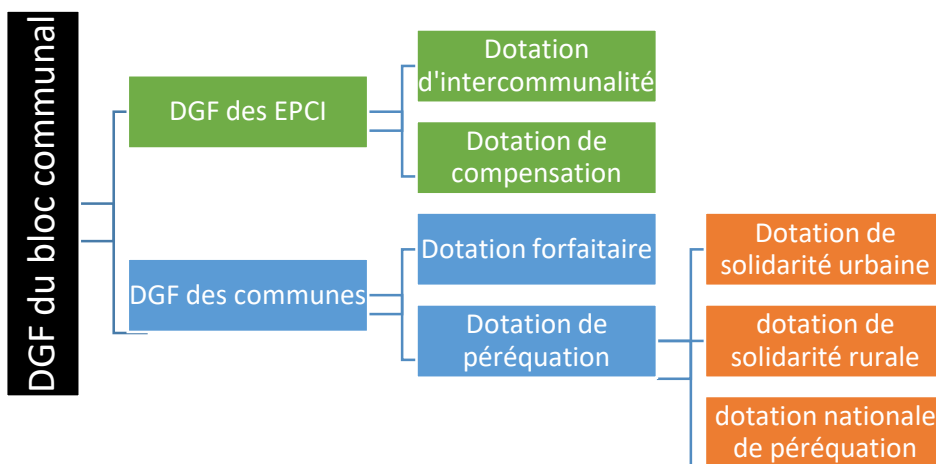 DGF du bloc communal
DGF des EPCI
Dotation
d'intercommunalité
Dotation de
compensation
DGF des communes
Dotation forfaitaire
Dotation de
péréquation
Dotation de
solidarité urbaine
dotation de
solidarité rurale
dotation nationale
de péréquation